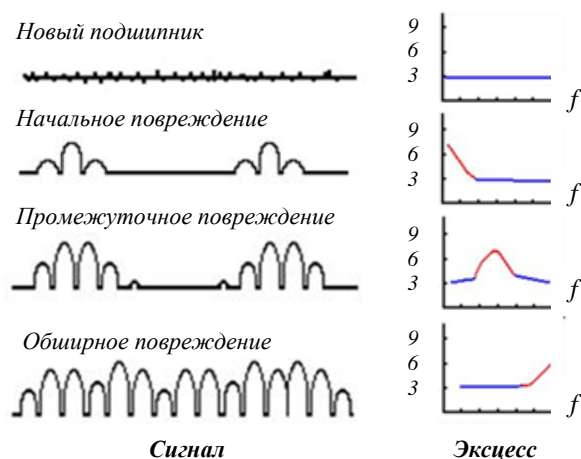 Новый подшипник
9
6
3
f
Начальное повреждение
9
6
3
f
Промежуточное повреждение
9
6
3
f
Обширное повреждение
9
6
3
f
Сигнал
Эксцесс